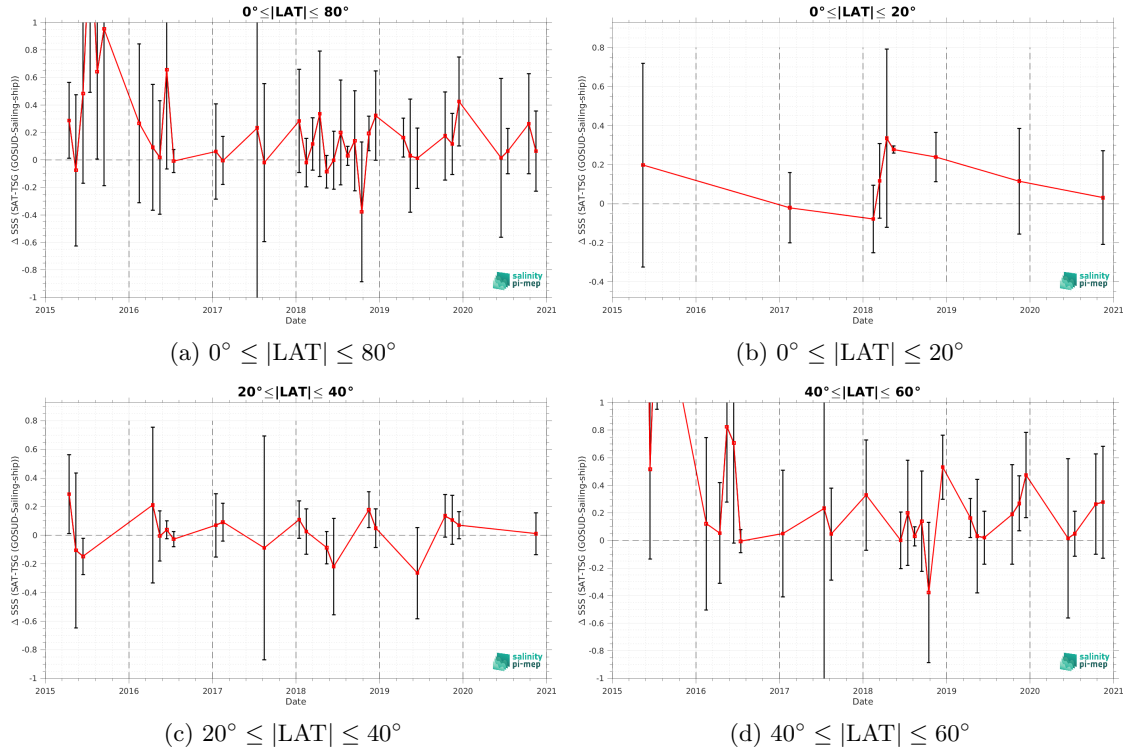 0°≤|LAT|≤ 80°
Δ SSS (SAT-TSG (GOSUD-Sailing-ship))
1
0.8
0.6
0.4
0.2
0
-0.2
-0.4
-0.6
-0.8
-1
2015 2016 2017 2018 2019 2020 2021
Date
salinity
pi-mep
(a) 0° ≤ |LAT| ≤ 80°
0°≤|LAT|≤ 20°
Δ SSS (SAT-TSG (GOSUD-Sailing-ship))
0.8
0.6
0.4
0.2
0
-0.2
-0.4
2015 2016 2017 2018 2019 2020 2021
Date
salinity
pi-mep
(b) 0° ≤ |LAT| ≤ 20°
20°≤|LAT|≤ 40°
Δ SSS (SAT-TSG (GOSUD-Sailing-ship))
0.8
0.6
0.4
0.2
0
-0.2
-0.4
-0.6
-0.8
-1
2015 2016 2017 2018 2019 2020 2021
Date
salinity
pi-mep
(c) 20° ≤ |LAT| ≤ 40°
40°≤|LAT|≤ 60°
Δ SSS (SAT-TSG (GOSUD-Sailing-ship))
1
0.8
0.6
0.4
0.2
0
-0.2
-0.4
-0.6
-0.8
-1
2015 2016 2017 2018 2019 2020 2021
Date
salinity
pi-mep
(d) 40° ≤ |LAT| ≤ 60°